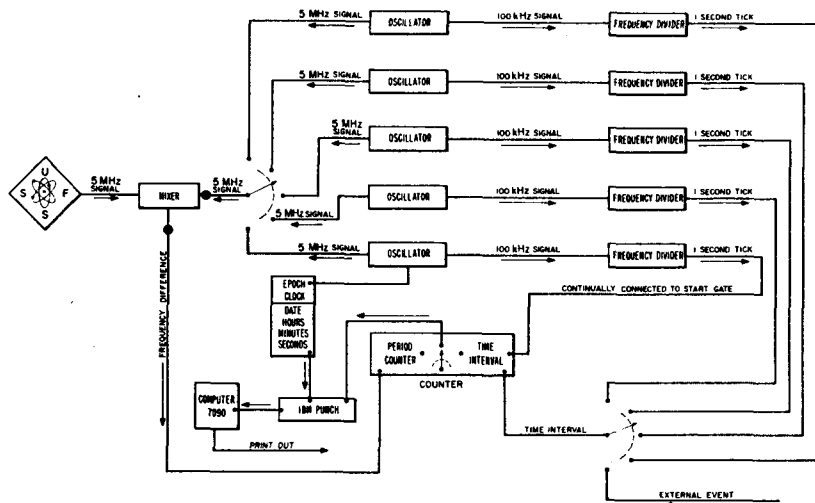 5 MHz SIGNAL
OSCILLATOR
100 kHz SIGNAL
FREQUENCY DIVIDER
1 SECOND TICK
5 MHz SIGNAL
OSCILLATOR
100 kHz SIGNAL
FREQUENCY DIVIDER
1 SECOND TICK
5 MHz
SIGNAL
OSCILLATOR
100 kHz SIGNAL
FREQUENCY DIVIDER
1 SECOND TICK
U
S F
S
5 MHz
SIGNAL
MIXER
5 MHz
SIGNAL
5 MHz SIGNAL
OSCILLATOR
100 kHz SIGNAL
FREQUENCY DIVIDER
1 SECOND TICK
5 MHz SIGNAL
OSCILLATOR
100 kHz SIGNAL
FREQUENCY DIVIDER
1 SECOND TICK
FREQUENCY DIFFERENCE
EPOCH
CLOCK
DATE
HOURS
MINUTES
SECONDS
CONTINUALLY CONNECTED TO START GATE
PERIOD
COUNTER
TIME
INTERVAL
COUNTER
COMPUTER
7090
IBM PUNCH
PRINT OUT
TIME INTERVAL
EXTERNAL EVENT